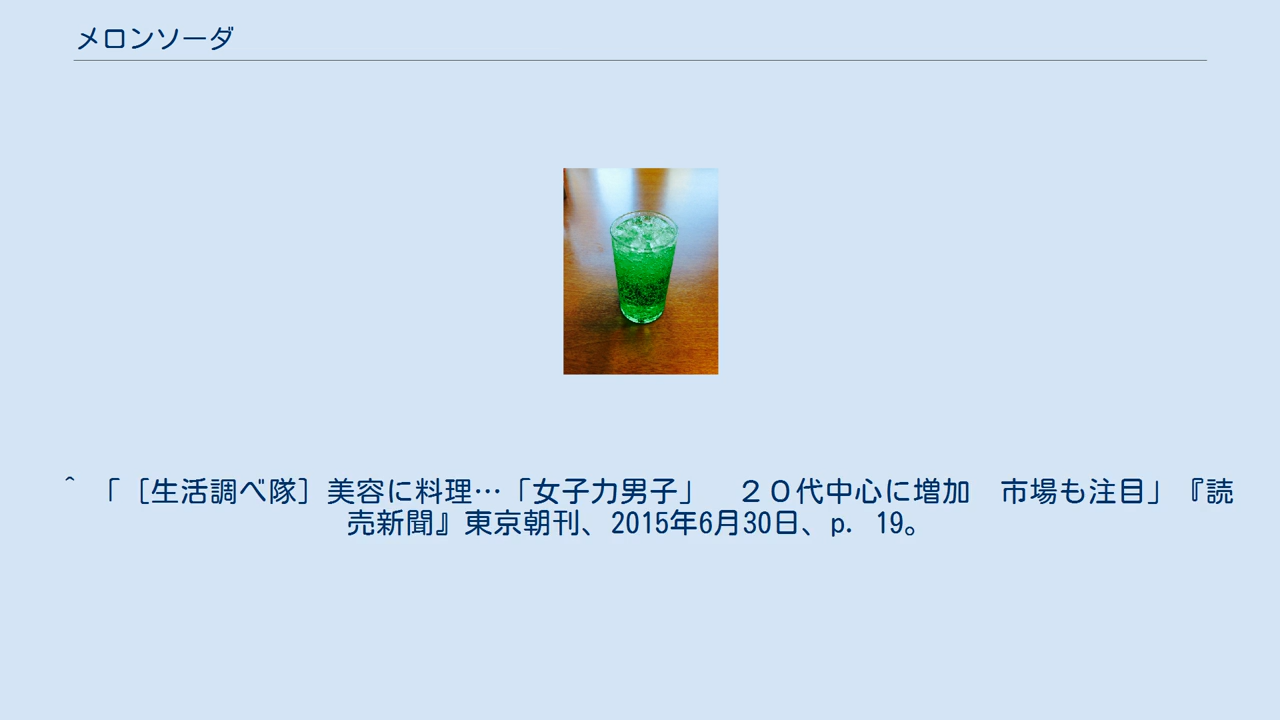 メロンソーダ
^ 「［生活調べ隊］美容に料理…「女子力男子」　２０代中心に増加　市場も注目」『読
売新聞』東京朝刊、2015年6月30日、p. 19。